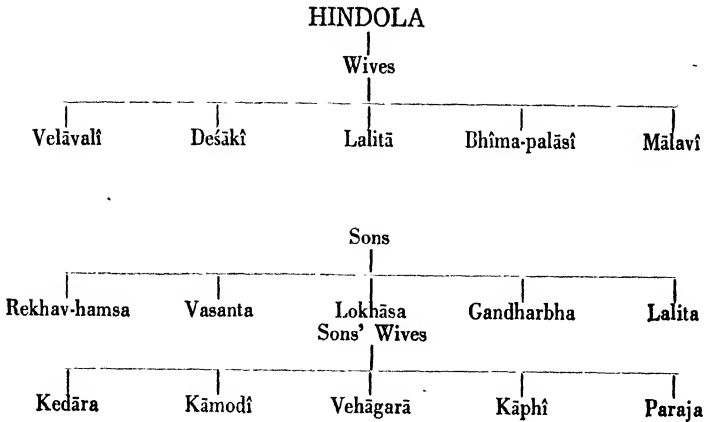 HINDOLA
Wives
Velāvalî Deśākî Lalitā Bhîma-palāsî Mālavî
Sons
Rekhav-hamsa Vasanta Lokhāsa Gandharbha Lalita
Sons' Wives
Kedāra Kāmodî Vehāgarā Kāphî Paraja